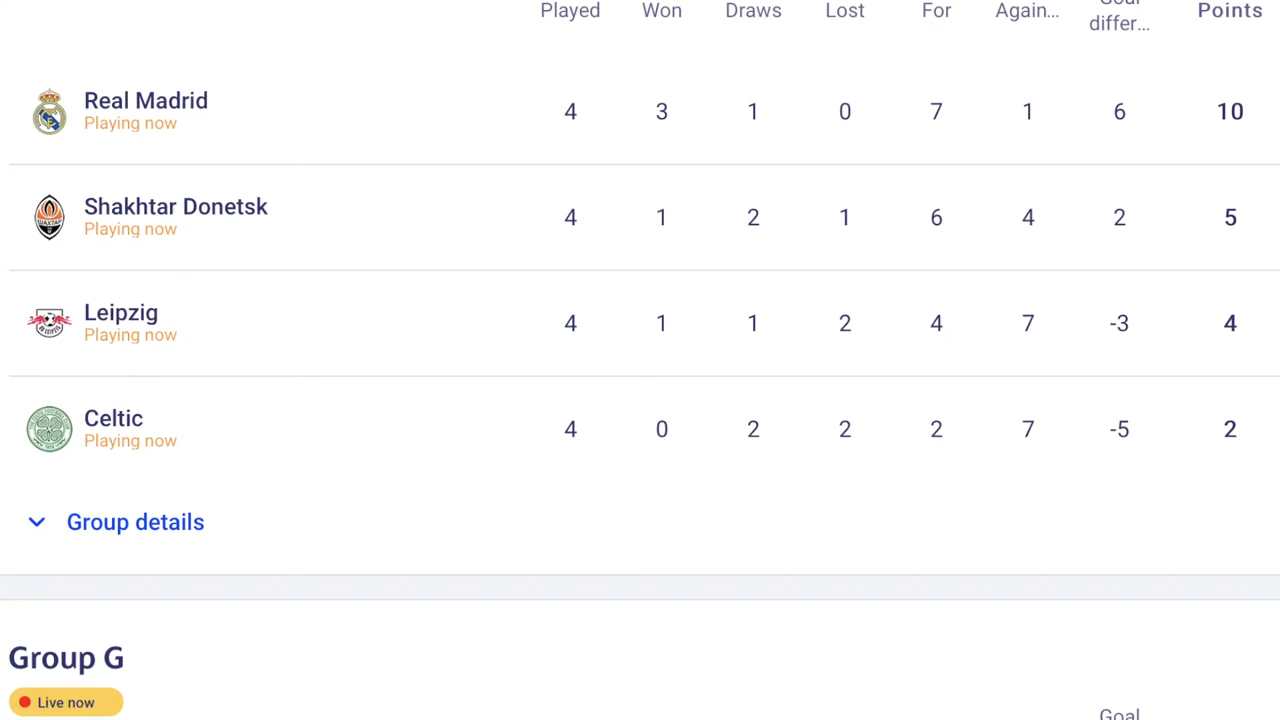 Played Won Draws Lost For Again... Goal differ... Points
Real Madrid
Playing now
4 3 1 0 7 1 6 10
Shakhtar Donetsk
Playing now
4 1 2 1 6 4 2 5
Leipzig
Playing now
4 1 1 2 4 7 -3 4
Celtic
Playing now
4 0 2 2 2 7 -5 2
Group details
Group G
Live now
Goal